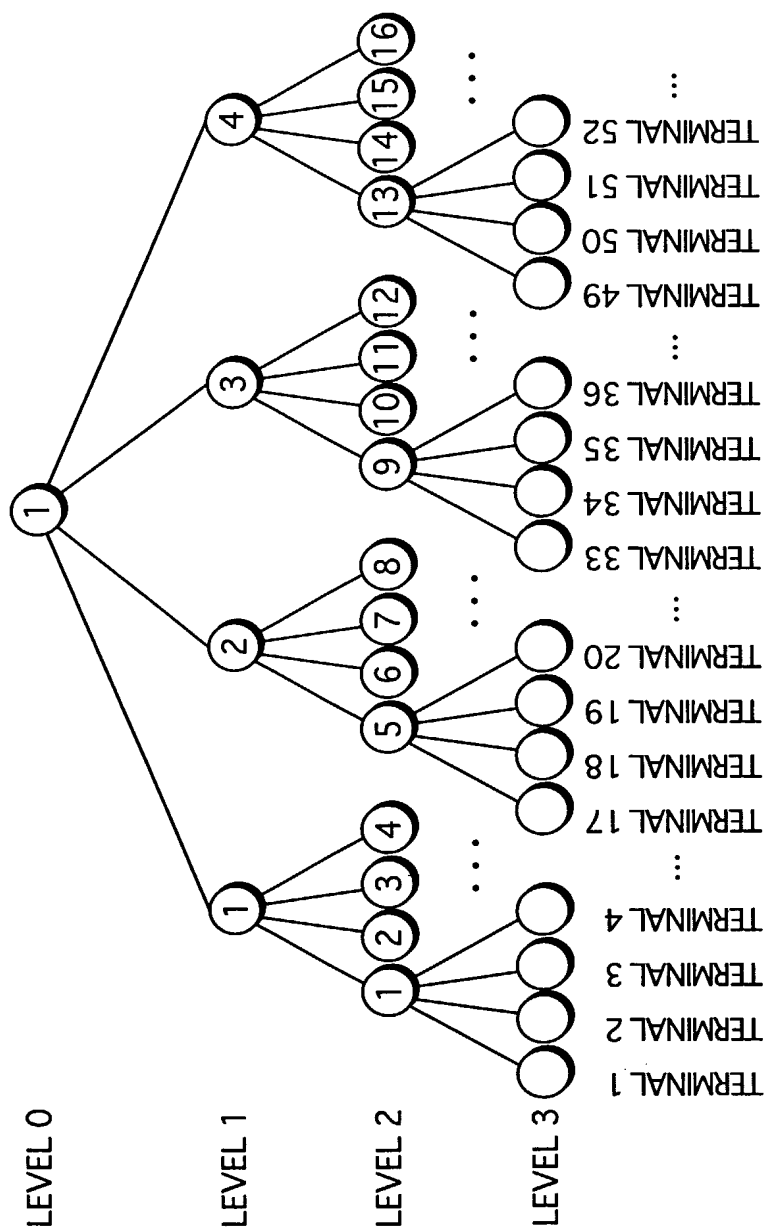 LEVEL 0
1
LEVEL 1
1
2
3
4
LEVEL 2
1
2
3
4
5
6
7
8
9
10
11
12
13
14
15
16
...
...
...
...
LEVEL 3
TERMINAL 1
TERMINAL 2
TERMINAL 3
TERMINAL 4
...
TERMINAL 17
TERMINAL 18
TERMINAL 19
TERMINAL 20
...
TERMINAL 33
TERMINAL 34
TERMINAL 35
TERMINAL 36
...
TERMINAL 49
TERMINAL 50
TERMINAL 51
TERMINAL 52
...